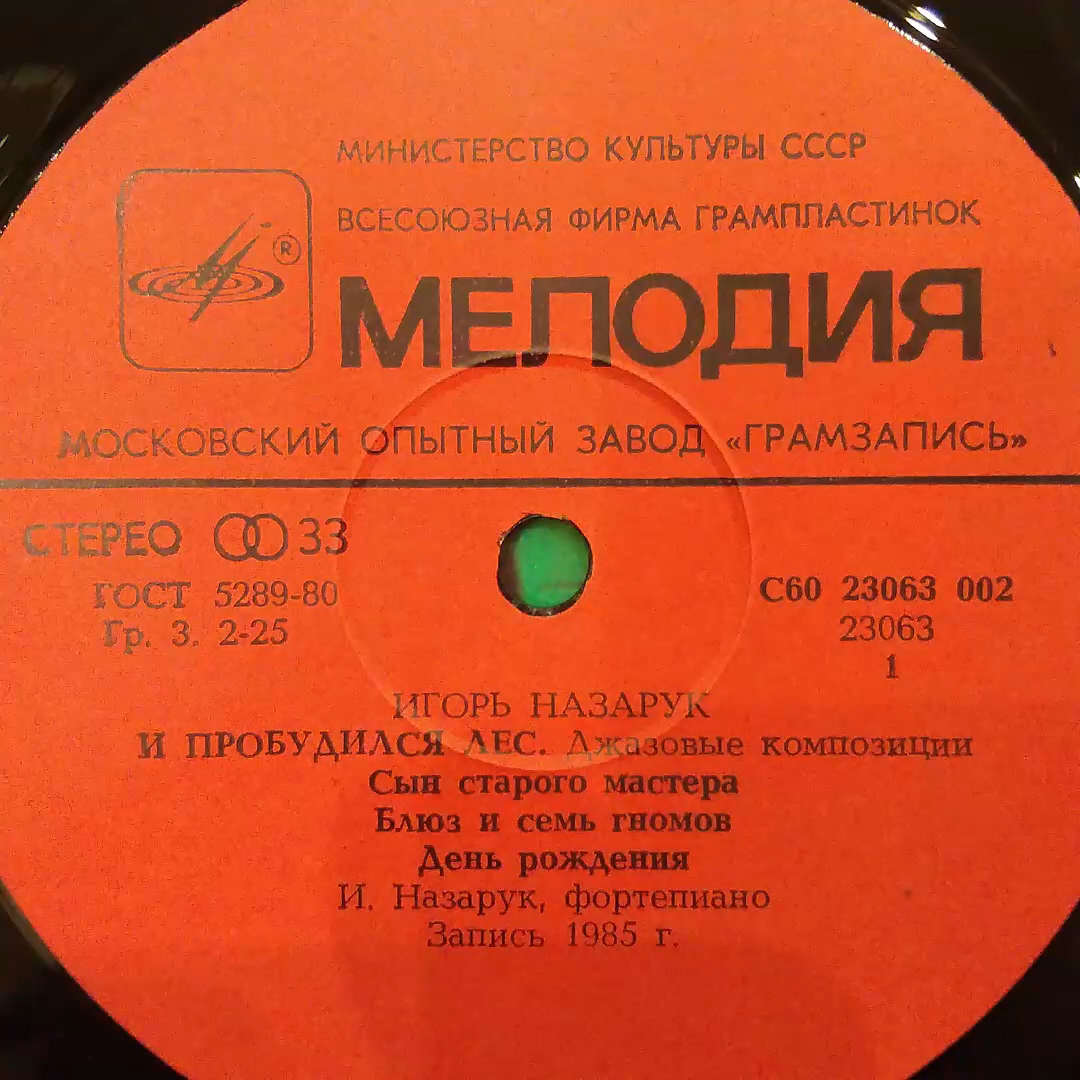 МИНИСТЕРСТВО КУЛЬТУРЫ СССР
ВСЕСОЮЗНАЯ ФИРМА ГРАМПЛАСТИНОК
®
МЕЛОДИЯ
МОСКОВСКИЙ ОПЫТНЫЙ ЗАВОД «ГРАМЗАПИСЬ»
СТЕРЕО 33
ГОСТ 5289-80
Гр. 3. 2-25
С60 23063 002
23063
1
ИГОРЬ НАЗАРУК
И ПРОБУДИЛСЯ ЛЕС. Джазовые композиции
Сын старого мастера
Блюз и семь гномов
День рождения
И. Назарук, фортепиано
Запись 1985 г.